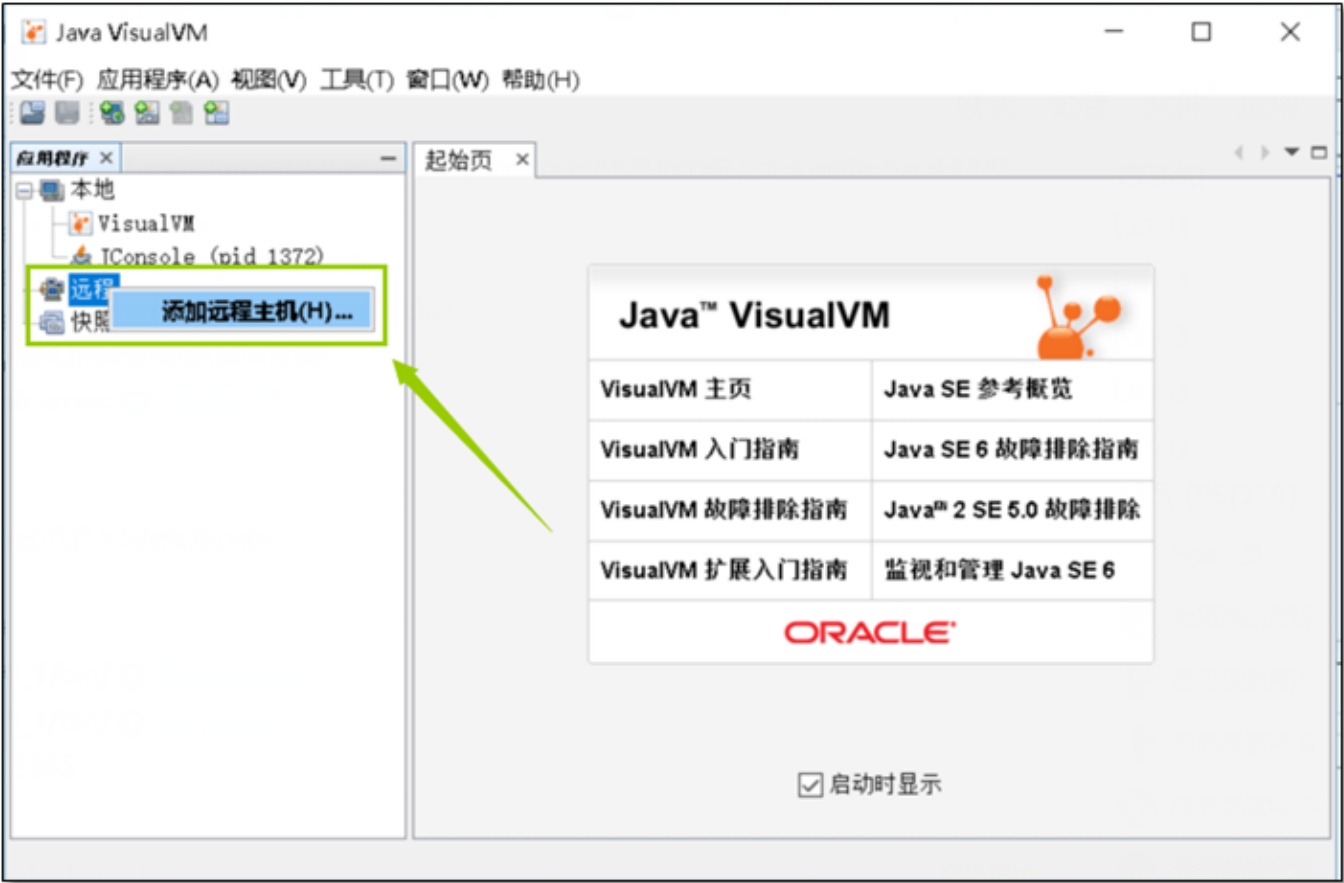 Java VisualVM
文件(F) 应用程序(A) 视图(V) 工具(T) 窗口(W) 帮助(H)
应用程序
起始页
本地
VisualVM
JConsole (pid 1372)
远程
添加远程主机(H)...
快照
Java™ VisualVM
VisualVM 主页
Java SE 参考概览
VisualVM 入门指南
Java SE 6 故障排除指南
VisualVM 故障排除指南
Java™ 2 SE 5.0 故障排除
VisualVM 扩展入门指南
监视和管理 Java SE 6
ORACLE
启动时显示